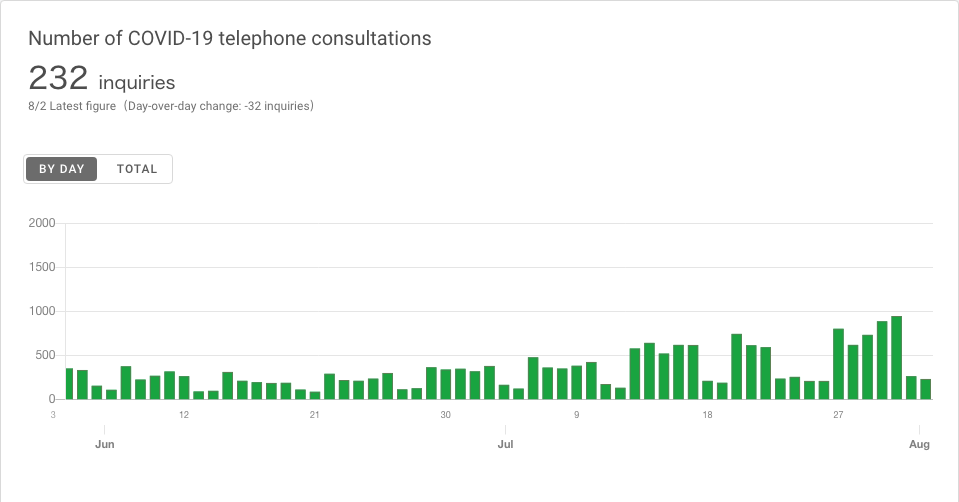 Number of COVID-19 telephone consultations
232 inquiries
8/2 Latest figure（Day-over-day change: -32 inquiries）
BY DAY TOTAL
2000
1500
1000
500
0
3 12 21 30 9 18 27
Jun Jul Aug